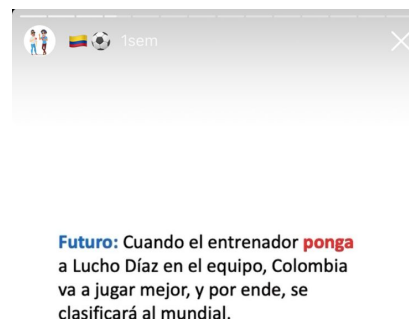 🇨🇴⚽ 1sem
Futuro: Cuando el entrenador ponga
a Lucho Díaz en el equipo, Colombia
va a jugar mejor, y por ende, se
clasificará al mundial.